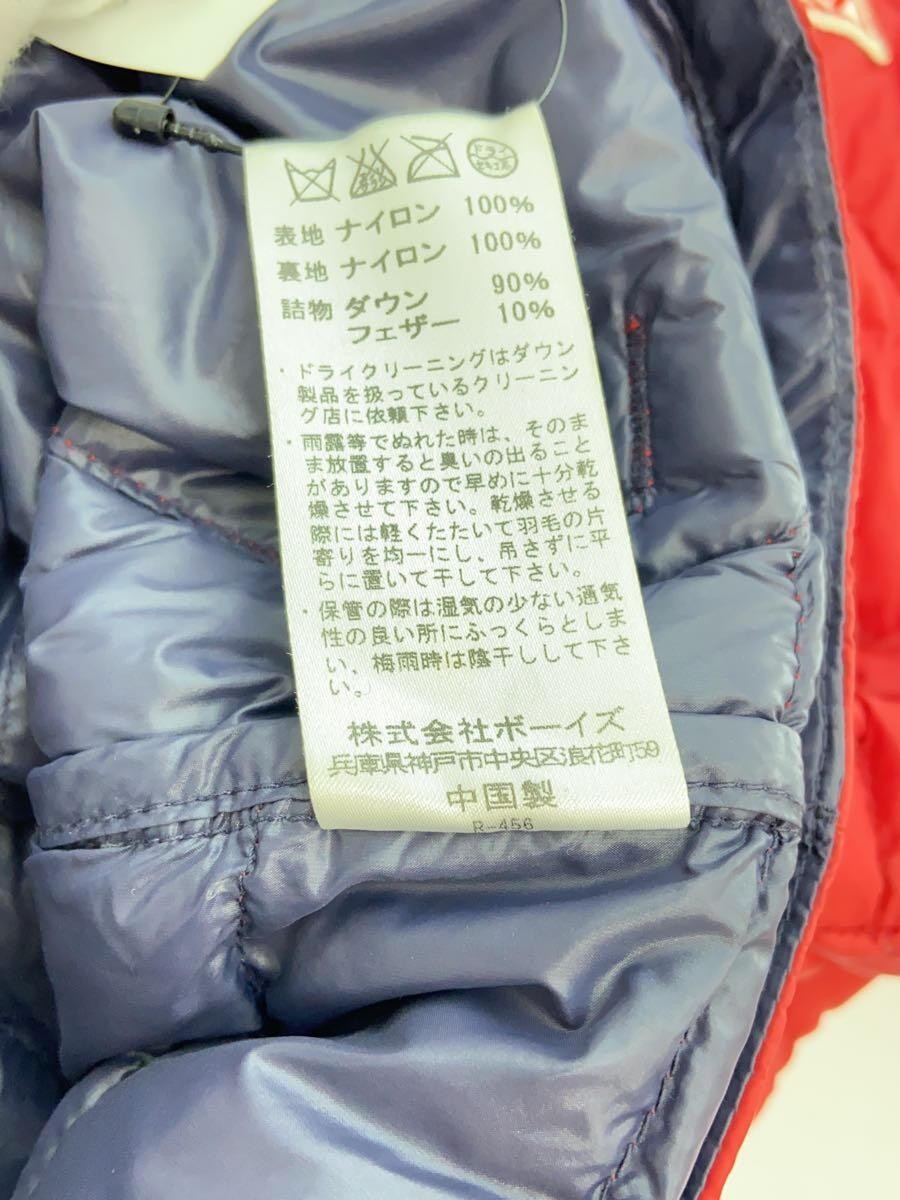 ドライ
セキユ系
表地 ナイロン 100%
裏地 ナイロン 100%
詰物 ダウン 90%
フェザー 10%
・ドライクリーニングはダウン
製品を扱っているクリーニン
グ店に依頼下さい。
・雨露等でぬれた時は、そのま
ま放置すると臭いの出ること
がありますので早めに十分乾
燥させて下さい。乾燥させる
際には軽くたたいて羽毛の片
寄りを均一にし、吊さずに平
らに置いて干して下さい。
・保管の際は湿気の少ない通気
性の良い所にふっくらとしま
い、梅雨時は陰干しして下さ
い。
株式会社ボーイズ
兵庫県神戸市中央区浪花町59
中国製
R-456